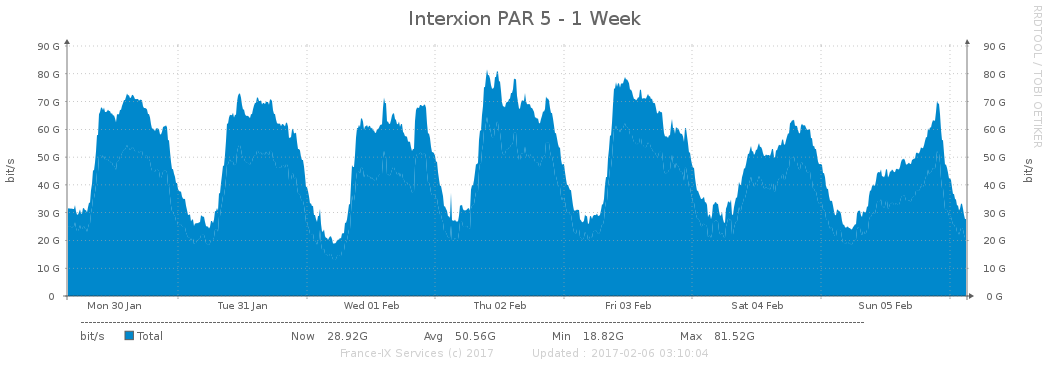 Interxion PAR 5 - 1 Week
RRDTOOL / TOBI OETIKER
90 G 90 G
80 G 80 G
70 G 70 G
60 G 60 G
50 G 50 G
40 G 40 G
30 G 30 G
20 G 20 G
10 G 10 G
0 0 G
bit/s
bit/s
Mon 30 Jan Tue 31 Jan Wed 01 Feb Thu 02 Feb Fri 03 Feb Sat 04 Feb Sun 05 Feb
bit/s Total Now 28.92G Avg 50.56G Min 18.82G Max 81.52G
France-IX Services (c) 2017 Updated : 2017-02-06 03:10:04